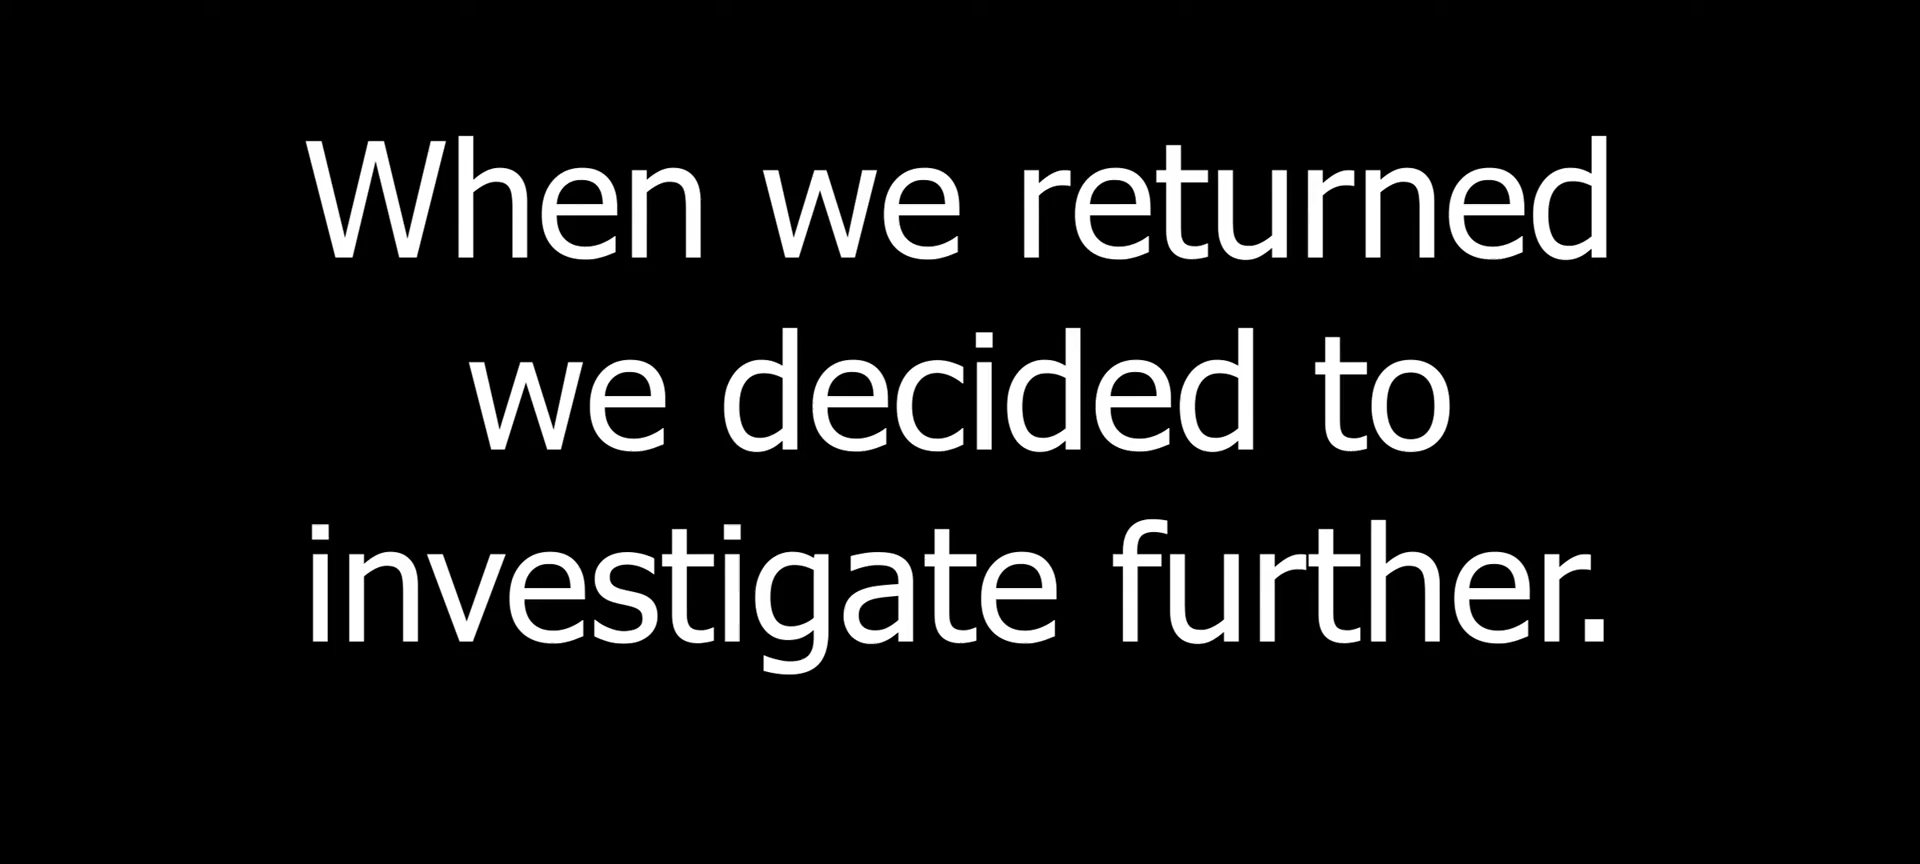 When we returned
we decided to
investigate further.